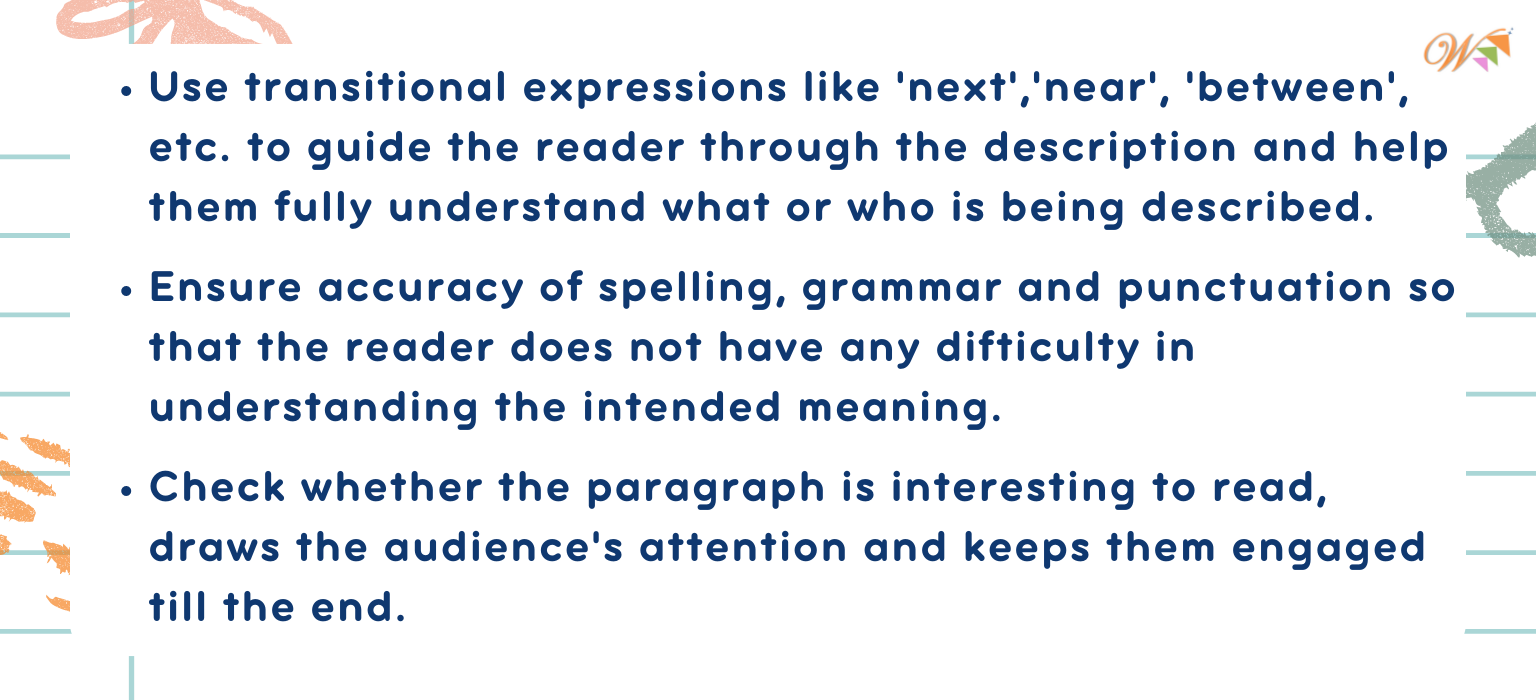 W
• Use transitional expressions like 'next','near', 'between',
etc. to guide the reader through the description and help
them fully understand what or who is being described.
• Ensure accuracy of spelling, grammar and punctuation so
that the reader does not have any difficulty in
understanding the intended meaning.
• Check whether the paragraph is interesting to read,
draws the audience's attention and keeps them engaged
till the end.